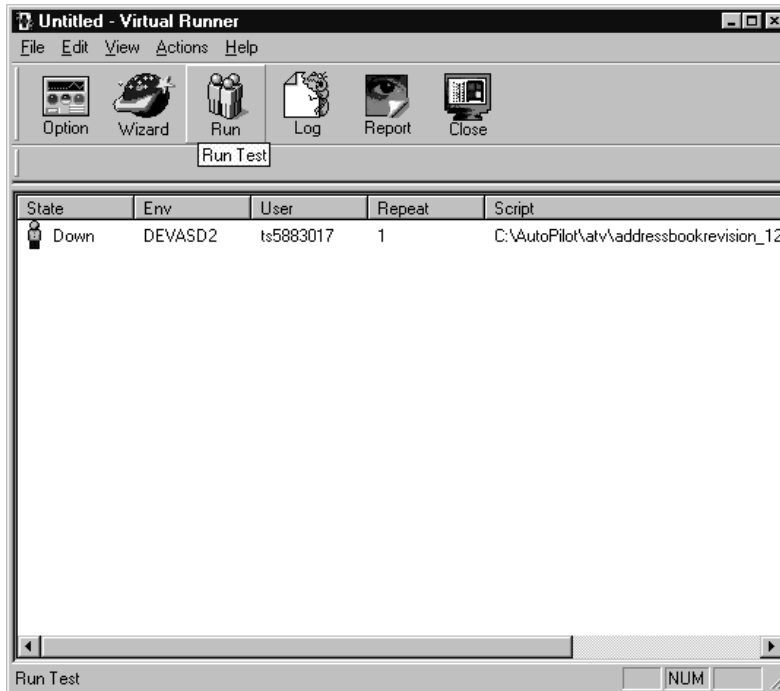 Untitled - Virtual Runner
File Edit View Actions Help
Option Wizard Run Log Report Close
Run Test
State Env User Repeat Script
Down DEVASD2 ts5883017 1 C:\AutoPilot\atv\addressbookrevision_12
Run Test NUM